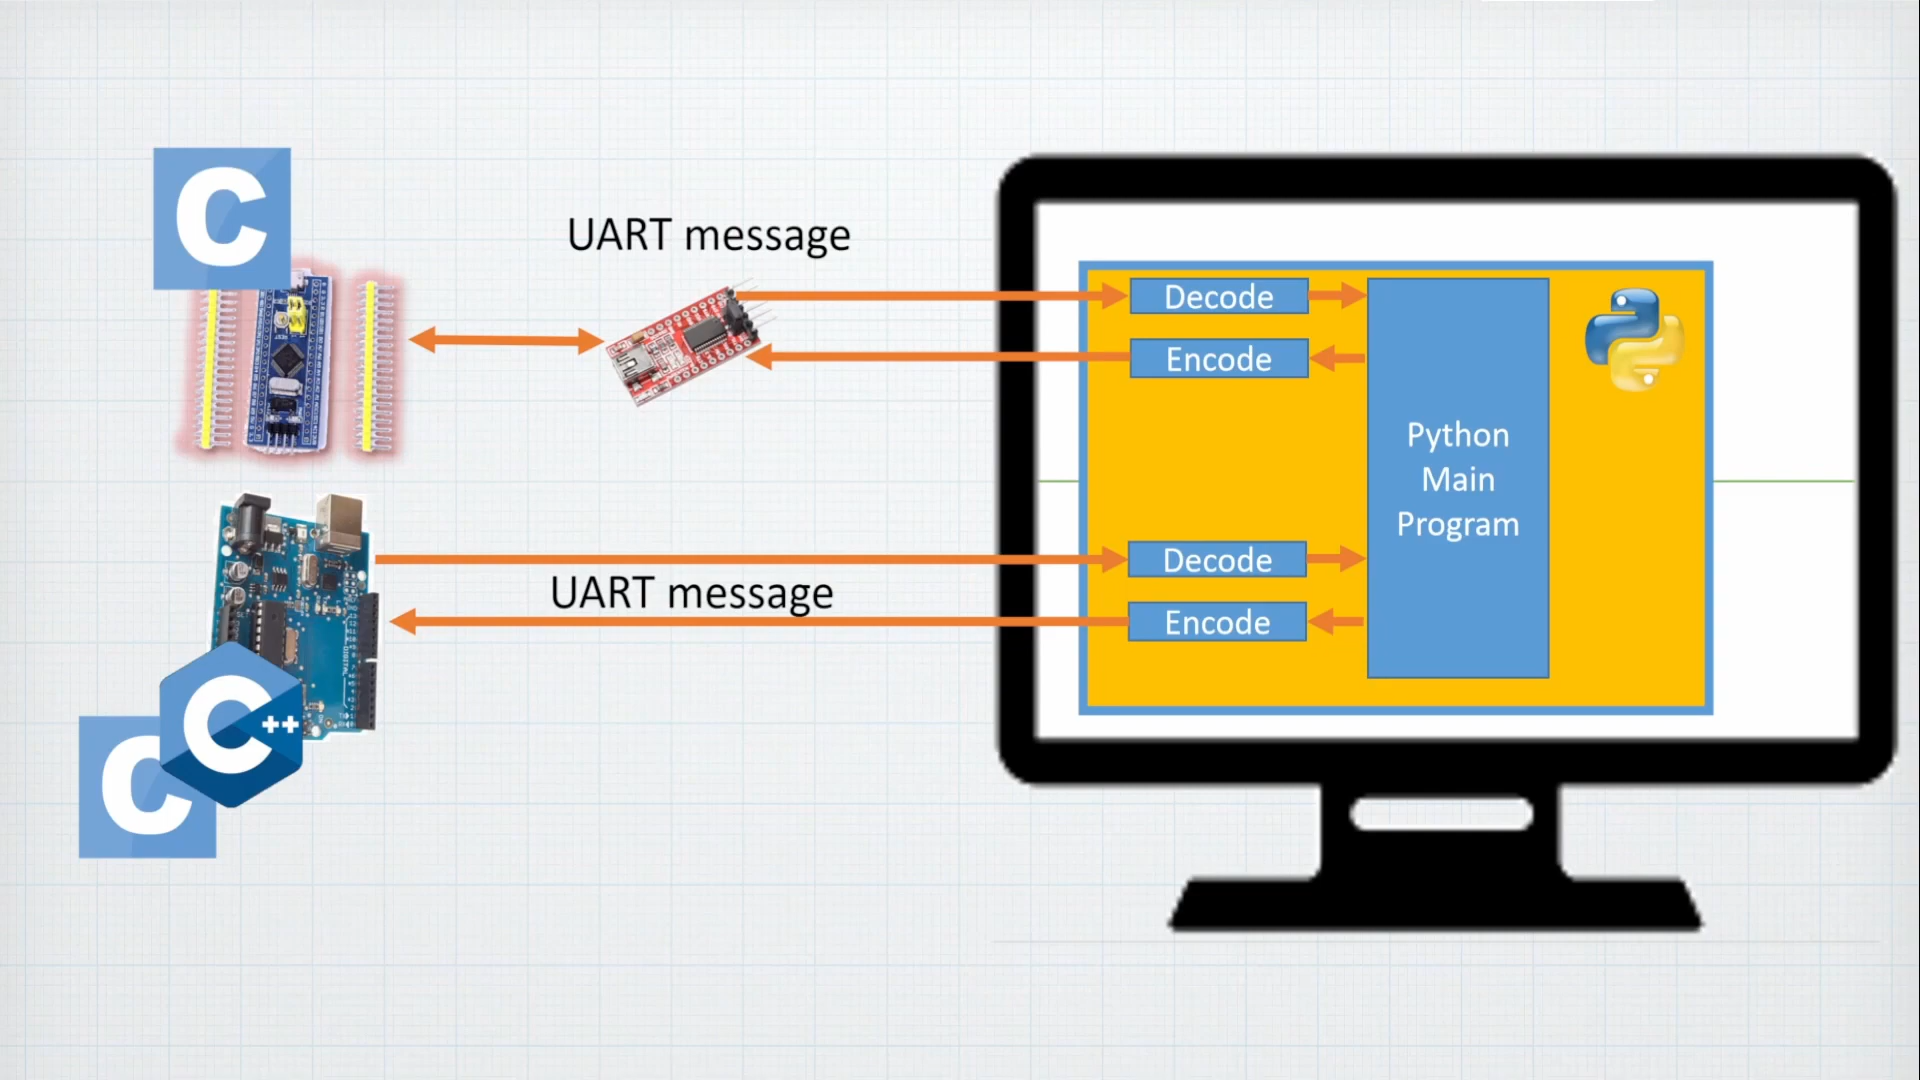 C
UART message
Decode
Encode
Python
Main
Program
Decode
UART message
Encode
C++
C